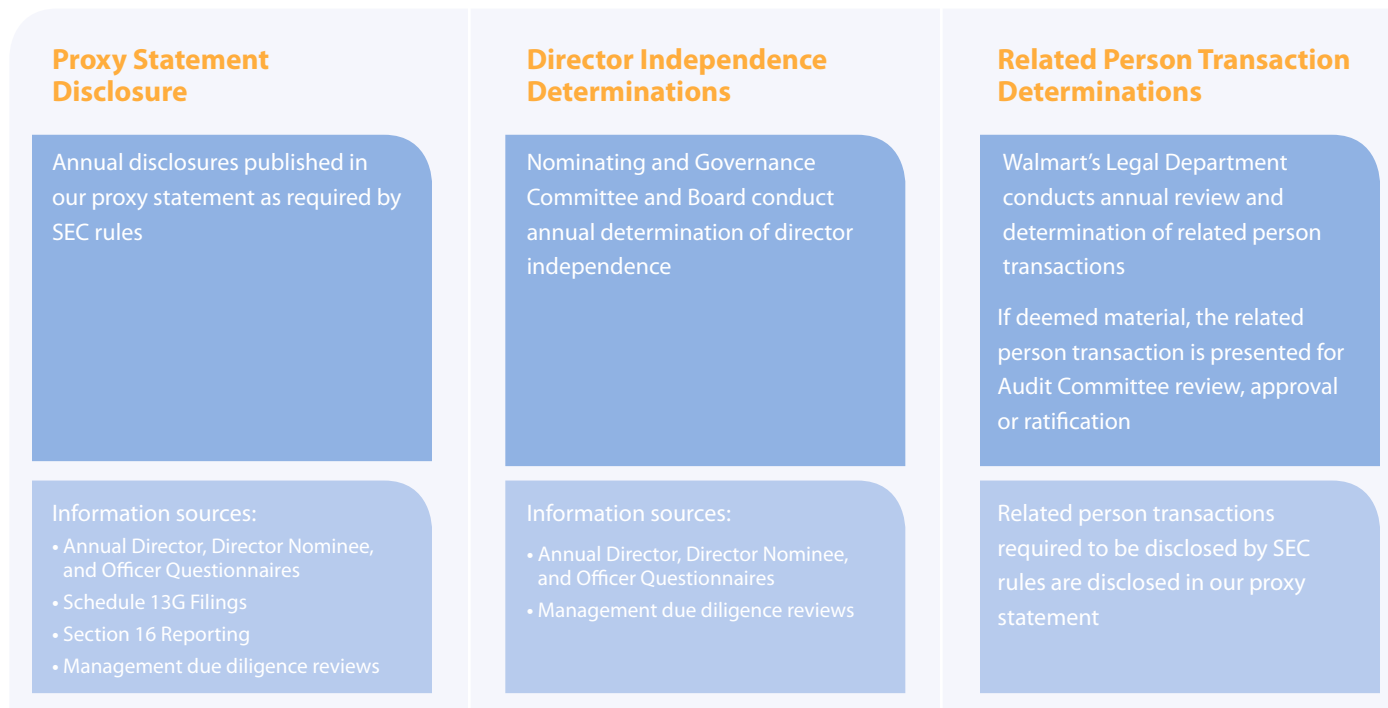 Proxy Statement
Disclosure
Annual disclosures published in
our proxy statement as required by
SEC rules
Information sources:
• Annual Director, Director Nominee,
and Officer Questionnaires
• Schedule 13G Filings
• Section 16 Reporting
• Management due diligence reviews
Director Independence
Determinations
Nominating and Governance
Committee and Board conduct
annual determination of director
independence
Information sources:
• Annual Director, Director Nominee,
and Officer Questionnaires
• Management due diligence reviews
Related Person Transaction
Determinations
Walmart’s Legal Department
conducts annual review and
determination of related person
transactions
If deemed material, the related
person transaction is presented for
Audit Committee review, approval
or ratification
Related person transactions
required to be disclosed by SEC
rules are disclosed in our proxy
statement